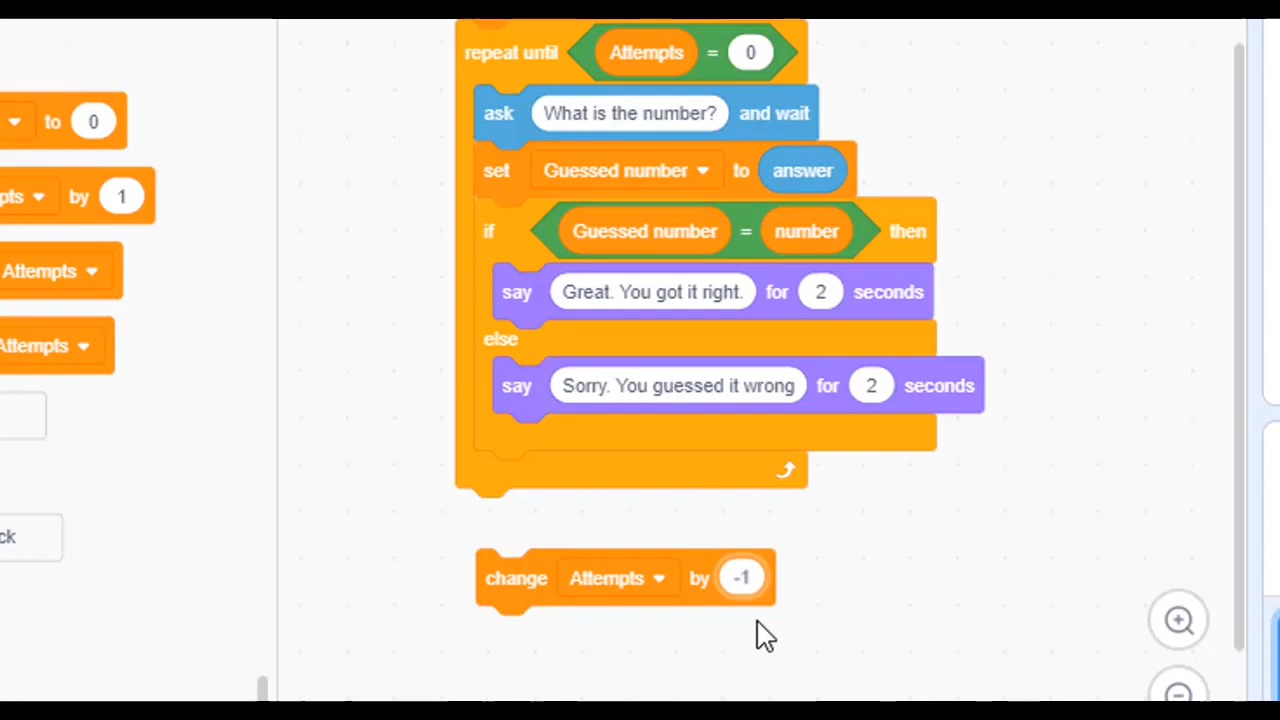 repeat until Attempts = 0
to 0
ask What is the number? and wait
set Guessed number to answer
pts by 1
if Guessed number = number then
Attempts
say Great. You got it right. for 2 seconds
else
Attempts
say Sorry. You guessed it wrong for 2 seconds
ck
change Attempts by -1